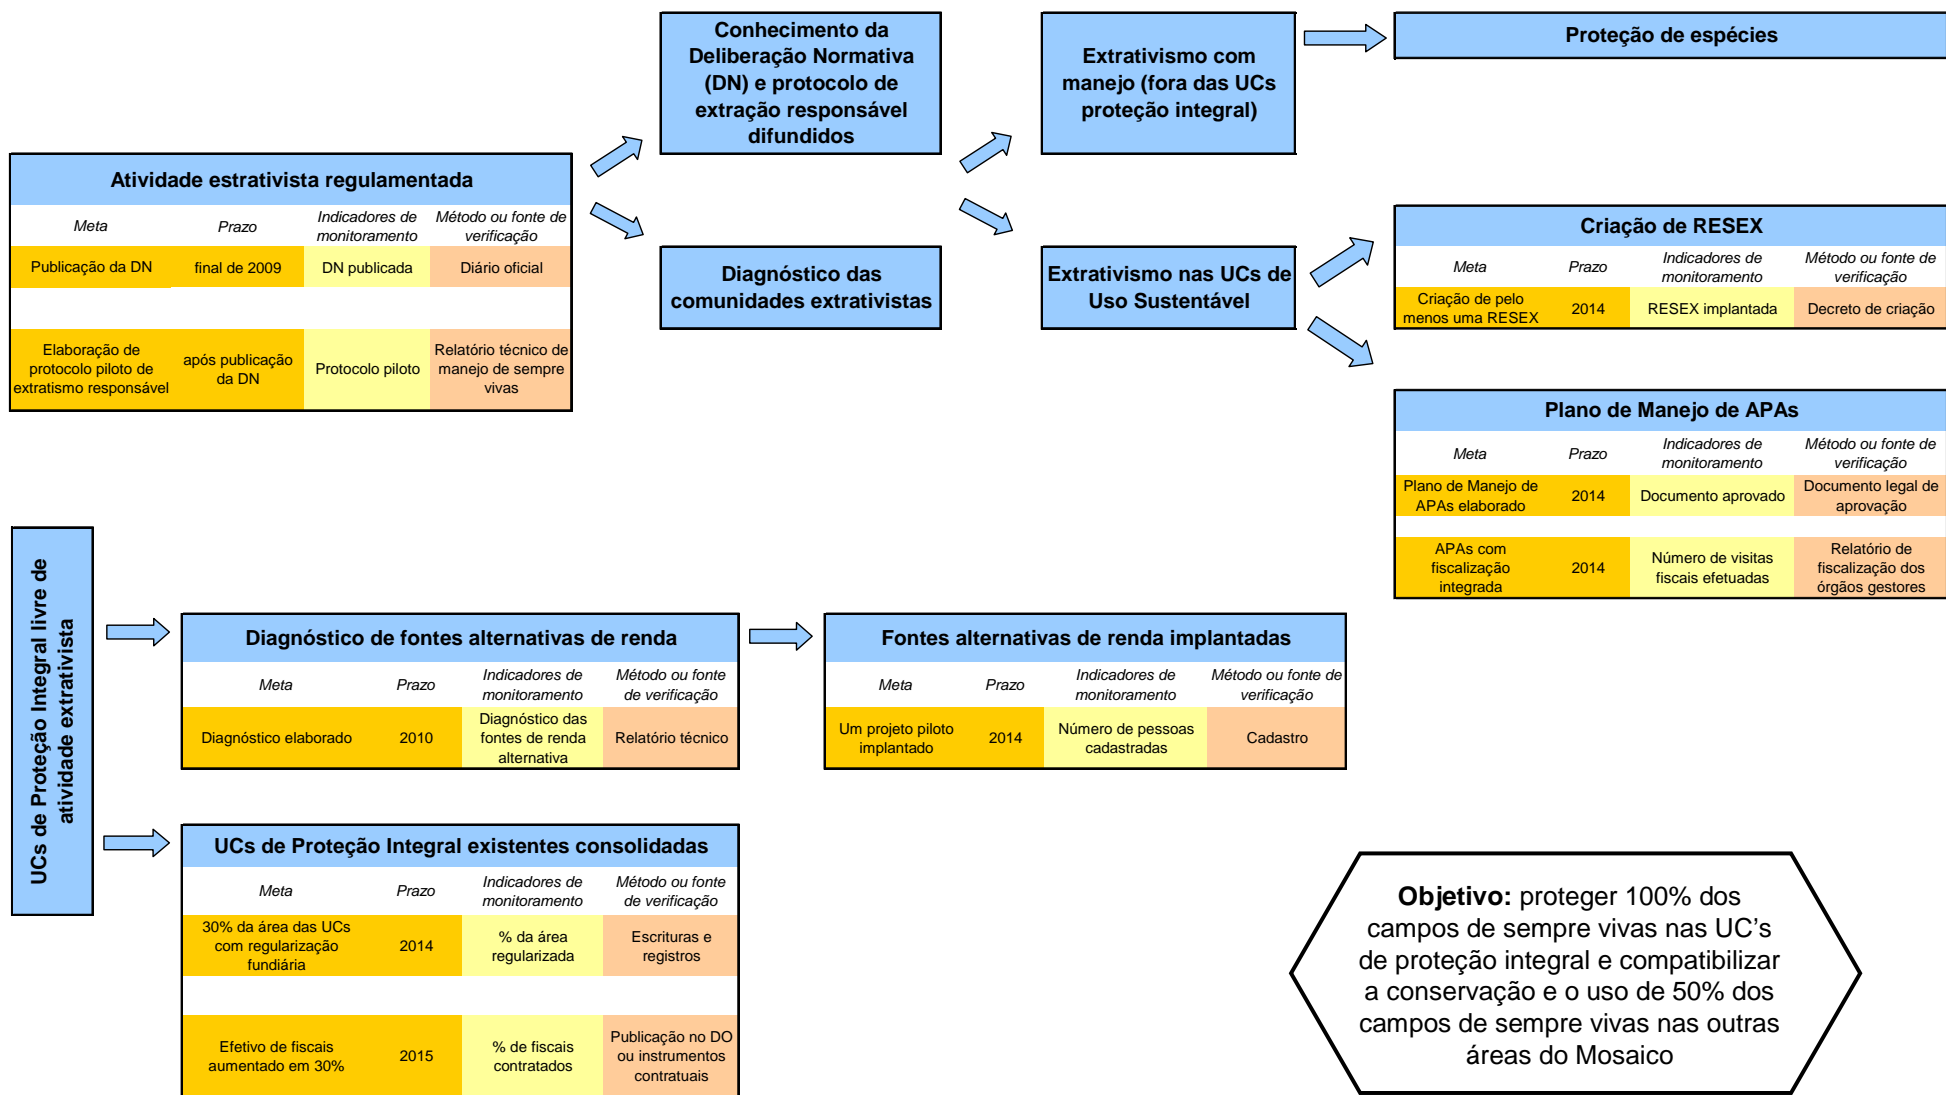 Conhecimento da
Deliberação Normativa
(DN) e protocolo de
extração responsável
difundidos
Extrativismo com
manejo (fora das UCs
proteção integral)
Proteção de espécies
Atividade estrativista regulamentada
Meta
Prazo
Indicadores de
monitoramento
Método ou fonte de
verificação
Publicação da DN
final de 2009
DN publicada
Diário oficial
Elaboração de
protocolo piloto de
extratismo responsável
após publicação
da DN
Protocolo piloto
Relatório técnico de
manejo de sempre
vivas
Diagnóstico das
comunidades extrativistas
Extrativismo nas UCs de
Uso Sustentável
Criação de RESEX
Meta
Prazo
Indicadores de
monitoramento
Método ou fonte de
verificação
Criação de pelo
menos uma RESEX
2014
RESEX implantada
Decreto de criação
Plano de Manejo de APAs
Meta
Prazo
Indicadores de
monitoramento
Método ou fonte de
verificação
Plano de Manejo de
APAs elaborado
2014
Documento aprovado
Documento legal de
aprovação
APAs com
fiscalização
integrada
2014
Número de visitas
fiscais efetuadas
Relatório de
fiscalização dos
órgãos gestores
UCs de Proteção Integral livre de
atividade extrativista
Diagnóstico de fontes alternativas de renda
Meta
Prazo
Indicadores de
monitoramento
Método ou fonte
de verificação
Diagnóstico elaborado
2010
Diagnóstico das
fontes de renda
alternativa
Relatório técnico
Fontes alternativas de renda implantadas
Meta
Prazo
Indicadores de
monitoramento
Método ou fonte de
verificação
Um projeto piloto
implantado
2014
Número de pessoas
cadastradas
Cadastro
UCs de Proteção Integral existentes consolidadas
Meta
Prazo
Indicadores de
monitoramento
Método ou fonte
de verificação
30% da área das UCs
com regularização
fundiária
2014
% da área
regularizada
Escrituras e
registros
Efetivo de fiscais
aumentado em 30%
2015
% de fiscais
contratados
Publicação no DO
ou instrumentos
contratuais
Objetivo: proteger 100% dos
campos de sempre vivas nas UC's
de proteção integral e compatibilizar
a conservação e o uso de 50% dos
campos de sempre vivas nas outras
áreas do Mosaico